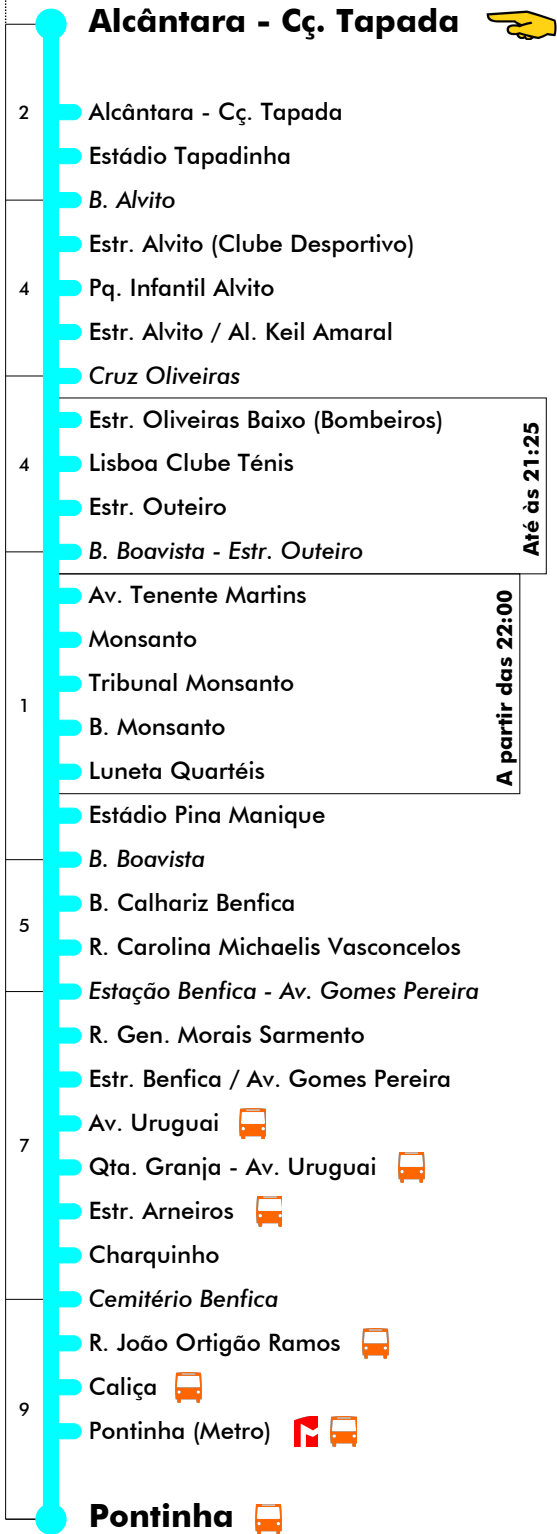 Alcântara - Cç. Tapada
2
Alcântara - Cç. Tapada
Estádio Tapadinha
B. Alvito
Estr. Alvito (Clube Desportivo)
4
Pq. Infantil Alvito
Estr. Alvito / Al. Keil Amaral
Cruz Oliveiras
Estr. Oliveiras Baixo (Bombeiros)
4
Lisboa Clube Ténis
Estr. Outeiro
B. Boavista - Estr. Outeiro
Até às 21:25
Av. Tenente Martins
Monsanto
Tribunal Monsanto
1
B. Monsanto
Luneta Quartéis
A partir das 22:00
Estádio Pina Manique
B. Boavista
B. Calhariz Benfica
5
R. Carolina Michaelis Vasconcelos
Estação Benfica - Av. Gomes Pereira
R. Gen. Morais Sarmento
Estr. Benfica / Av. Gomes Pereira
Av. Uruguai
7
Qta. Granja - Av. Uruguai
Estr. Arneiros
Charquinho
Cemitério Benfica
R. João Ortigão Ramos
Caliça
9
Pontinha (Metro)
Pontinha